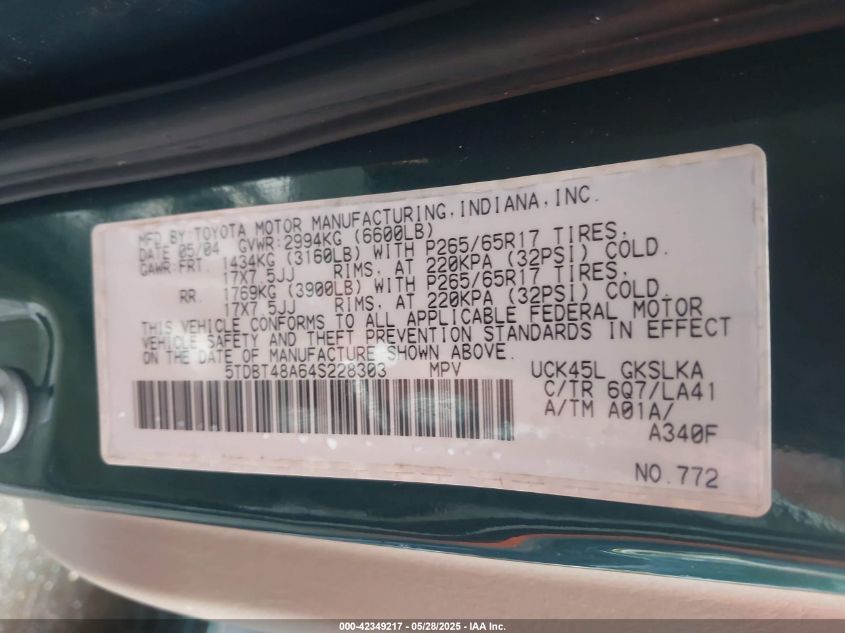 MFD.BY:TOYOTA MOTOR MANUFACTURING,INDIANA,INC.
DATE 05/04 GVWR:2994KG (6600LB)
GAWR:FRT. 1434KG (3160LB) WITH P265/65R17 TIRES,
17X7.5JJ RIMS, AT 220KPA (32PSI) COLD.
RR. 1769KG (3900LB) WITH P265/65R17 TIRES,
17X7.5JJ RIMS, AT 220KPA (32PSI) COLD.
THIS VEHICLE CONFORMS TO ALL APPLICABLE FEDERAL MOTOR
VEHICLE SAFETY AND THEFT PREVENTION STANDARDS IN EFFECT
ON THE DATE OF MANUFACTURE SHOWN ABOVE.
5TDBT48A64S228303 MPV UCK45L GKSLKA
C/TR 6Q7/LA41
A/TM A01A/
A340F
NO.772
000-42349217 - 05/28/2025 - IAA Inc.